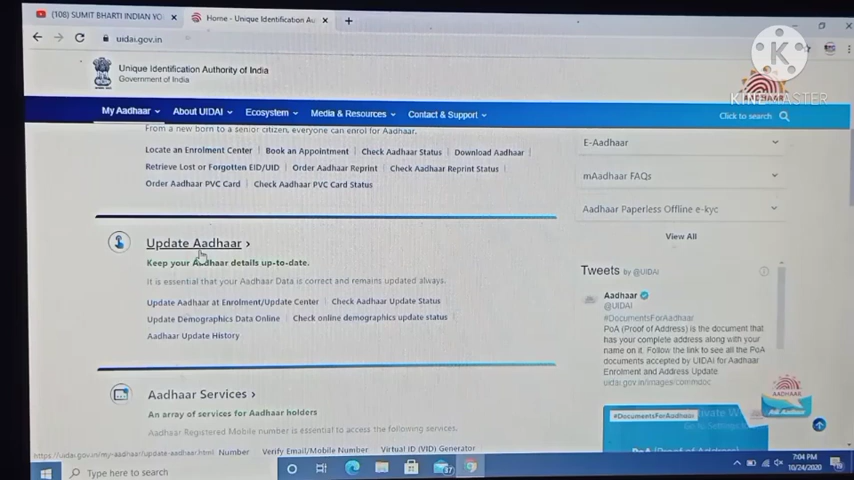 (106) SUMIT BHARTI INDIAN YO
Home - Unique Identification Au
uidai.gov.in
Unique Identification Authority of India
Government of India
AADHAAR
KINEMASTER
My Aadhaar
About UIDAI
Ecosystem
Media & Resources
Contact & Support
Click to search
From a new born to a senior citizen, everyone can enrol for Aadhaar.
Locate an Enrolment Center | Book an Appointment | Check Aadhaar Status | Download Aadhaar
Retrieve Lost or Forgotten EID/UID | Order Aadhaar Reprint | Check Aadhaar Reprint Status
Order Aadhaar PVC Card | Check Aadhaar PVC Card Status
Update Aadhaar
Keep your Aadhaar details up-to-date.
It is essential that your Aadhaar Data is correct and remains updated always.
Update Aadhaar at Enrolment/Update Center | Check Aadhaar Update Status
Update Demographics Data Online | Check online demographics update status
Aadhaar Update History
Aadhaar Services
An array of services for Aadhaar holders
Aadhaar Registered Mobile number is essential to access the following services.
Number Verify Email/Mobile Number Virtual ID (VID) Generator
https://uidai.gov.in/my-aadhaar/update-aadhaar.html
E-Aadhaar
mAadhaar FAQs
Aadhaar Paperless Offline e-kyc
View All
Tweets by @UIDAI
Aadhaar
@UIDAI
#DocumentsForAadhaar
PoA (Proof of Address) is the document that
has your complete address along with your
name on it. Follow the link to see all the PoA
documents accepted by UIDAI for Aadhaar
Enrolment and Address Update
uidai.gov.in/images/commdoc
#DocumentsForAadhaar
AADHAAR
Type here to search
37
7:04 PM
10/24/2020